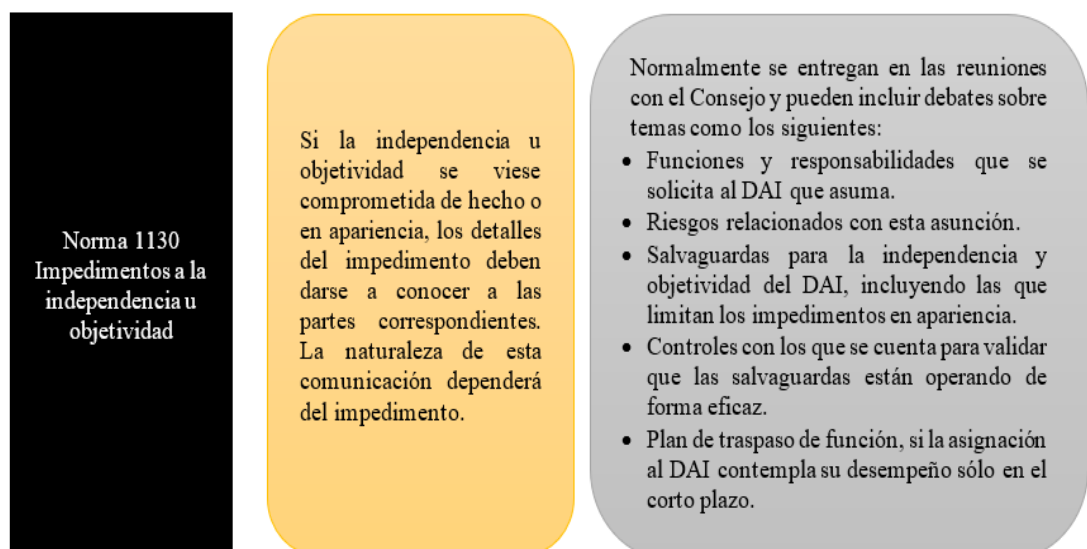 Norma 1130
Impedimentos a la
independencia u
objetividad
Si la independencia u
objetividad se viese
comprometida de hecho o
en apariencia, los detalles
del impedimento deben
darse a conocer a las
partes correspondientes.
La naturaleza de esta
comunicación dependerá
del impedimento.
Normalmente se entregan en las reuniones
con el Consejo y pueden incluir debates sobre
temas como los siguientes:
• Funciones y responsabilidades que se
solicita al DAI que asuma.
• Riesgos relacionados con esta asunción.
• Salvaguardas para la independencia y
objetividad del DAI, incluyendo las que
limitan los impedimentos en apariencia.
• Controles con los que se cuenta para validar
que las salvaguardas están operando de
forma eficaz.
• Plan de traspaso de función, si la asignación
al DAI contempla su desempeño sólo en el
corto plazo.